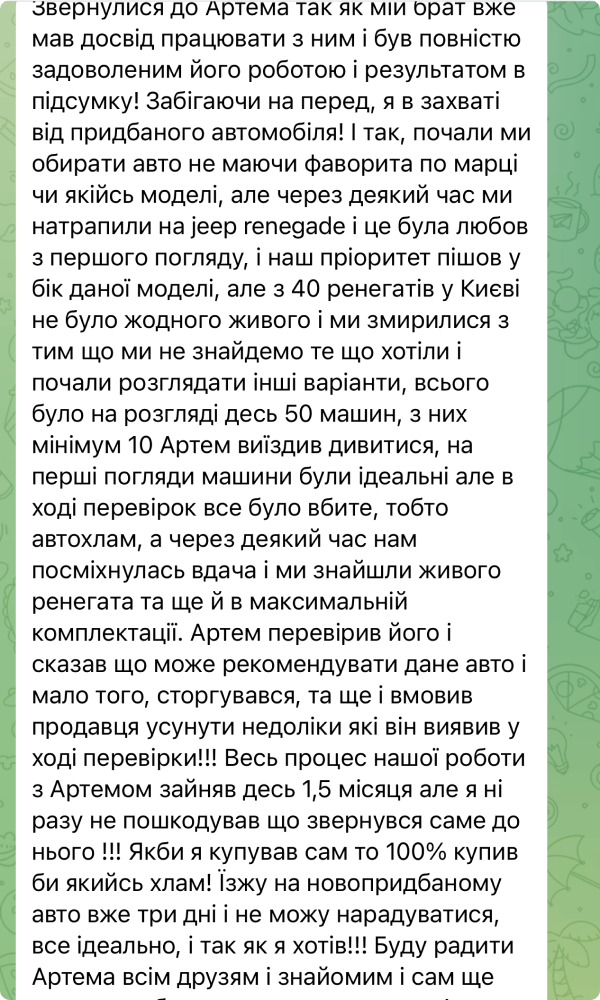 Звернулися до Артема так як мій брат вже
мав досвід працювати з ним і був повністю
задоволеним його роботою і результатом в
підсумку! Забігаючи на перед, я в захваті
від придбаного автомобіля! І так, почали ми
обирати авто не маючи фаворита по марці
чи якійсь моделі, але через деякий час ми
натрапили на jeep renegade і це була любов
з першого погляду, і наш пріоритет пішов у
бік даної моделі, але з 40 ренегатів у Києві
не було жодного живого і ми змирилися з
тим що ми не знайдемо те що хотіли і
почали розглядати інші варіанти, всього
було на розгляді десь 50 машин, з них
мінімум 10 Артем виїздив дивитися, на
перші погляди машини були ідеальні але в
ході перевірок все було вбите, тобто
автохлам, а через деякий час нам
посміхнулась вдача і ми знайшли живого
ренегата та ще й в максимальній
комплектації. Артем перевірив його і
сказав що може рекомендувати дане авто і
мало того, сторгувався, та ще і вмовив
продавця усунути недоліки які він виявив у
ході перевірки!!! Весь процес нашої роботи
з Артемом зайняв десь 1,5 місяця але я ні
разу не пошкодував що звернувся саме до
нього !!! Якби я купував сам то 100% купив
би якийсь хлам! Їзжу на новопридбаному
авто вже три дні і не можу нарадуватися,
все ідеально, і так як я хотів!!! Буду радити
Артема всім друзям і знайомим і сам ще